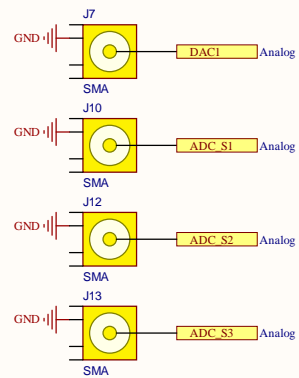 J7
GND DAC1 Analog
SMA
J10
GND ADC_S1 Analog
SMA
J12
GND ADC_S2 Analog
SMA
J13
GND ADC_S3 Analog
SMA